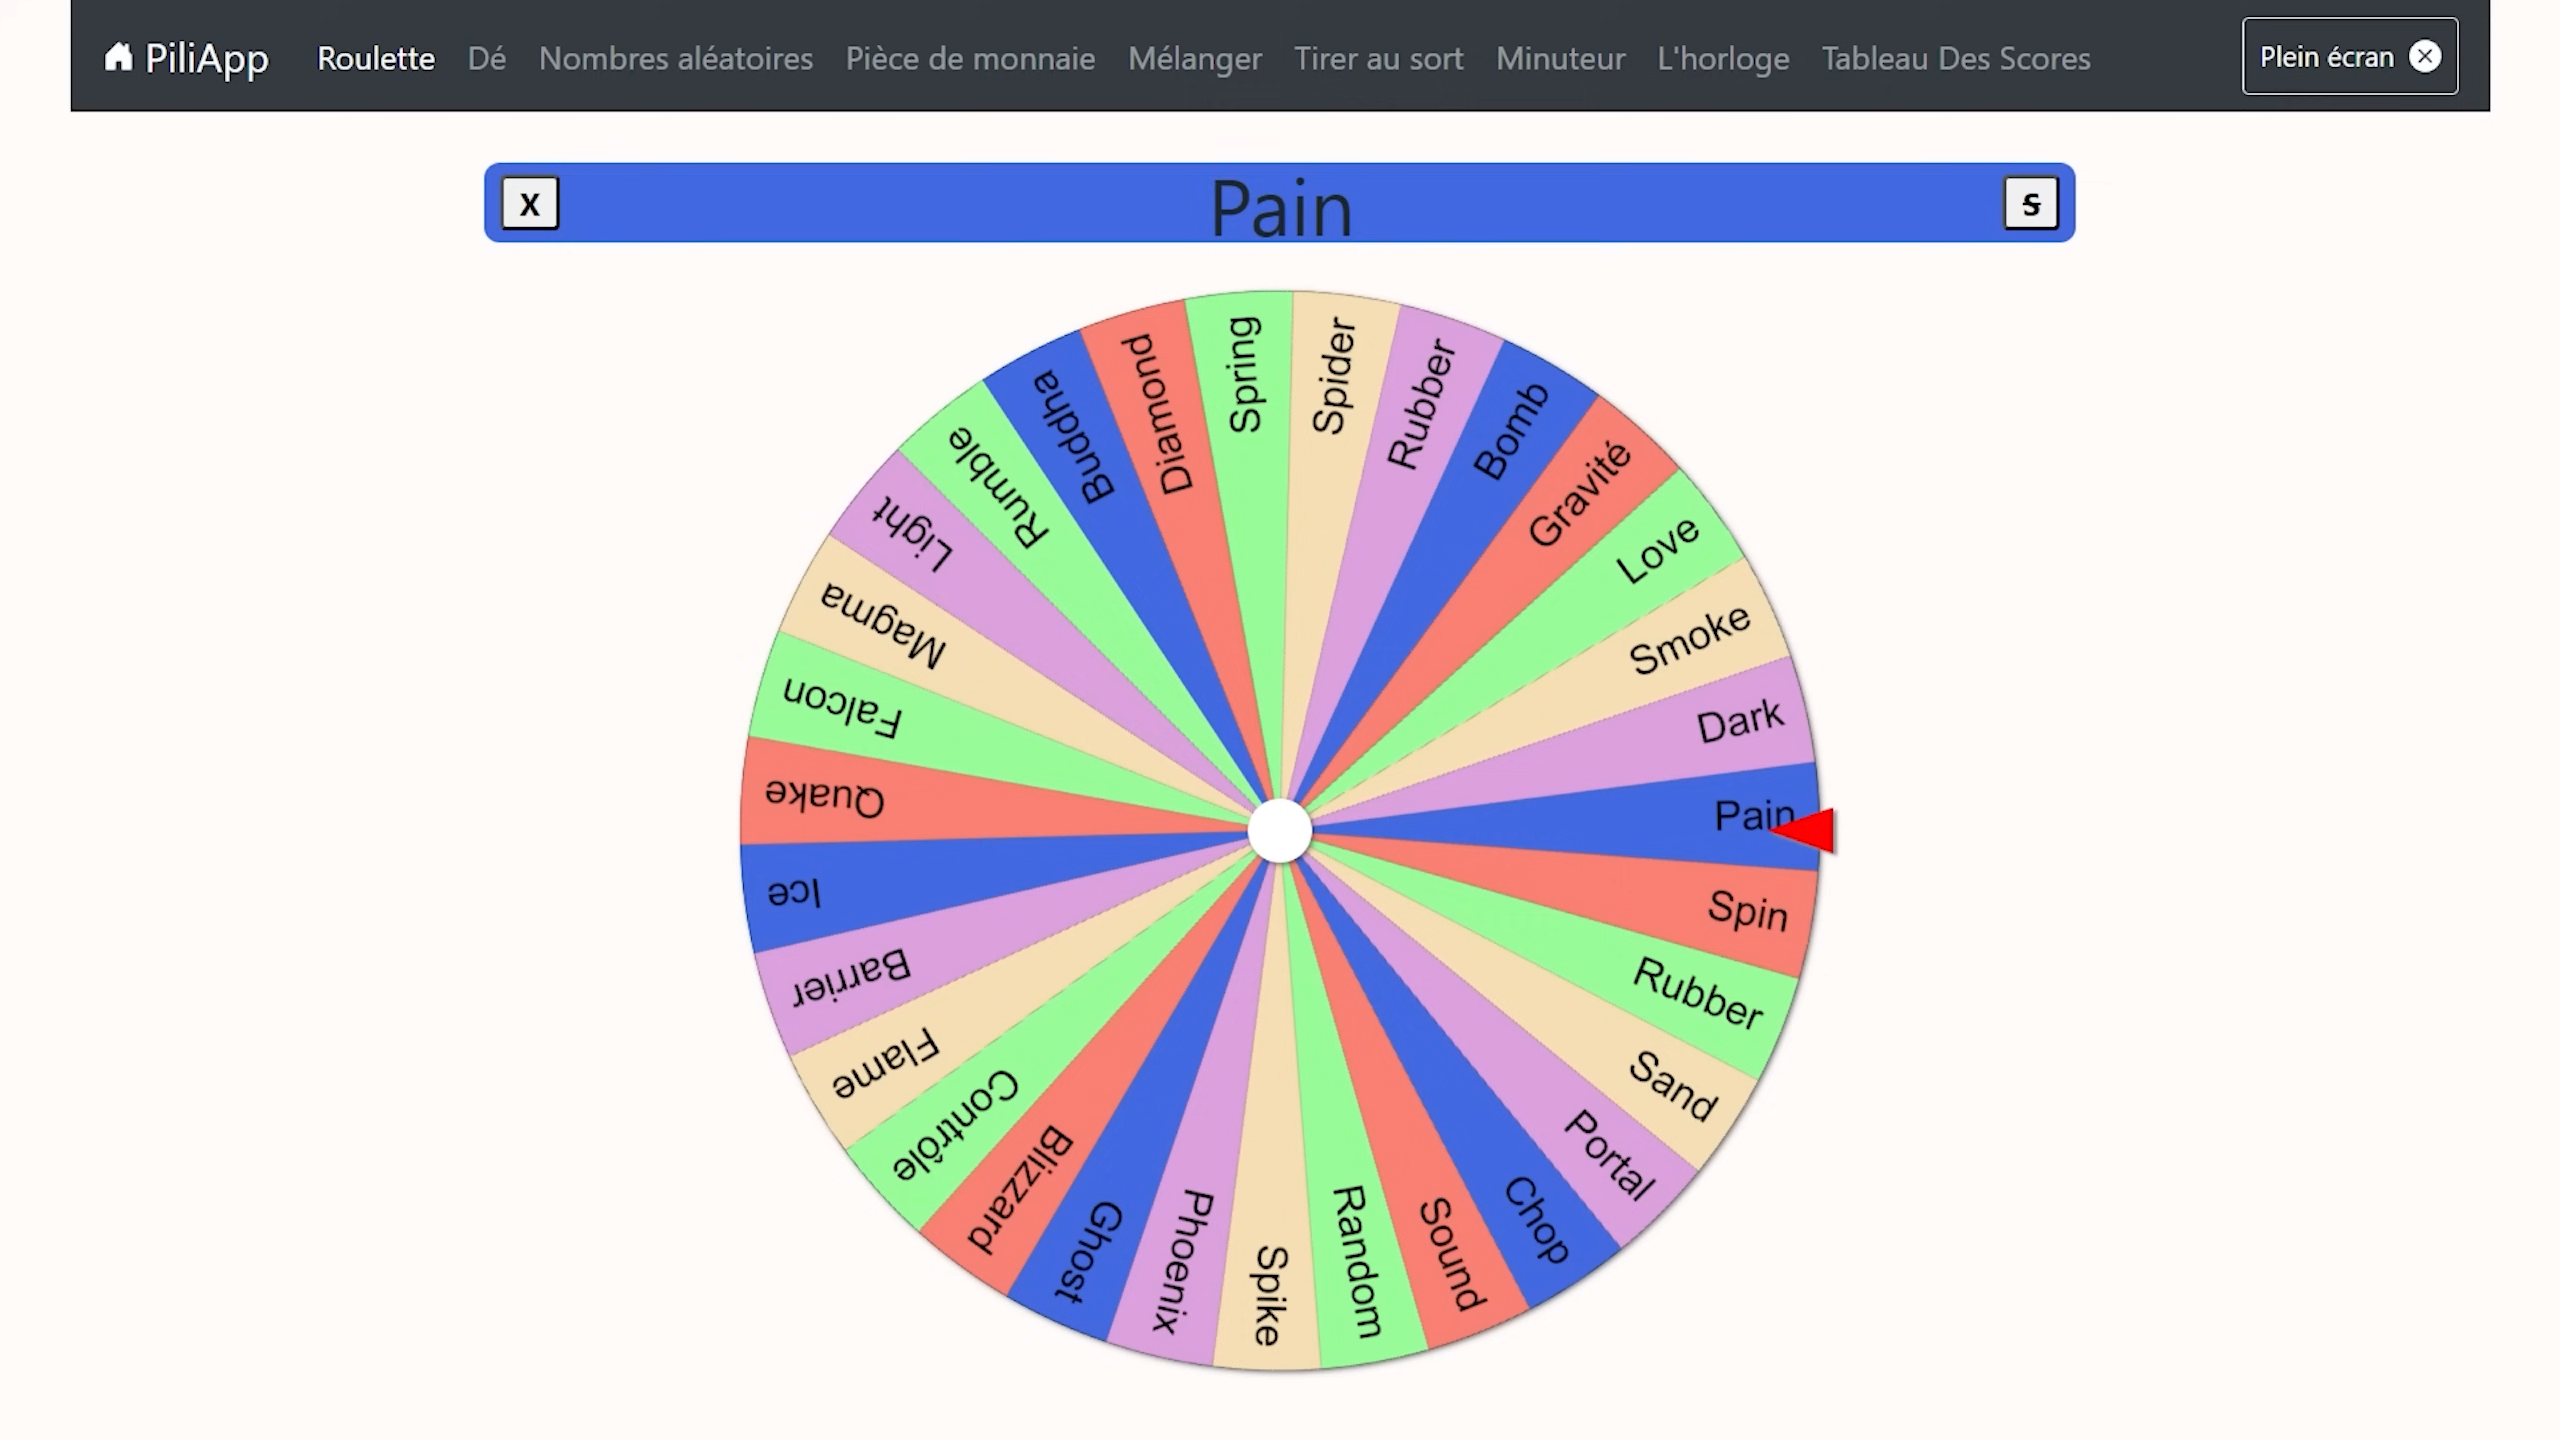 PiliApp Roulette Dé Nombres aléatoires Pièce de monnaie Mélanger Tirer au sort Minuteur L'horloge Tableau Des Scores Plein écran
X Pain S
Spring
Spider
Rubber
Bomb
Gravité
Love
Smoke
Dark
Pain
Spin
Rubber
Sand
Portal
Chop
Sound
Random
Spike
Phoenix
Ghost
Blizzard
Contrôle
Flame
Barrier
Ice
Quake
Falcon
Magma
Light
Rumble
Buddha
Diamond